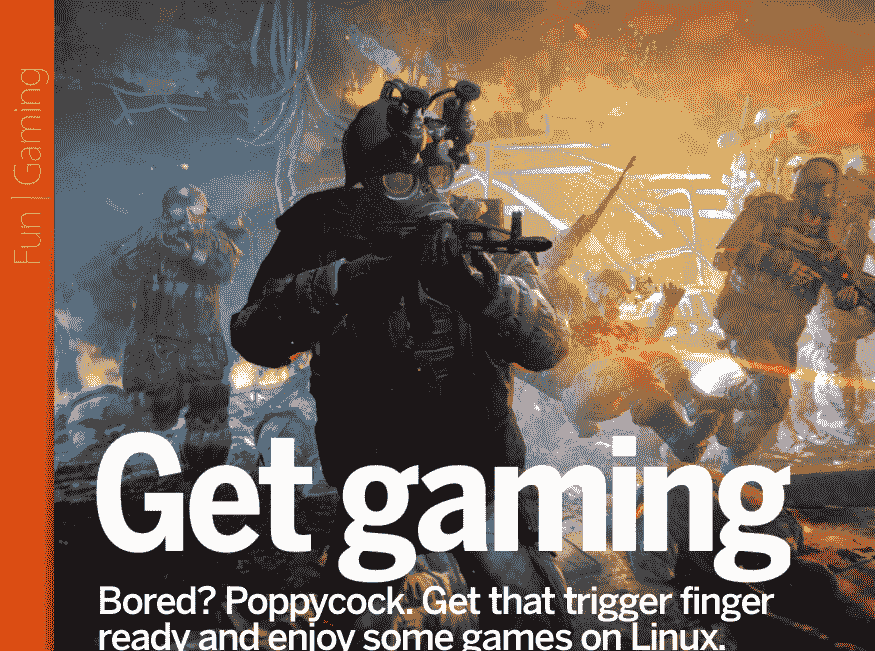 Fun | Gaming
Get gaming
Bored? Poppycock. Get that trigger finger
ready and enjoy some games on Linux.